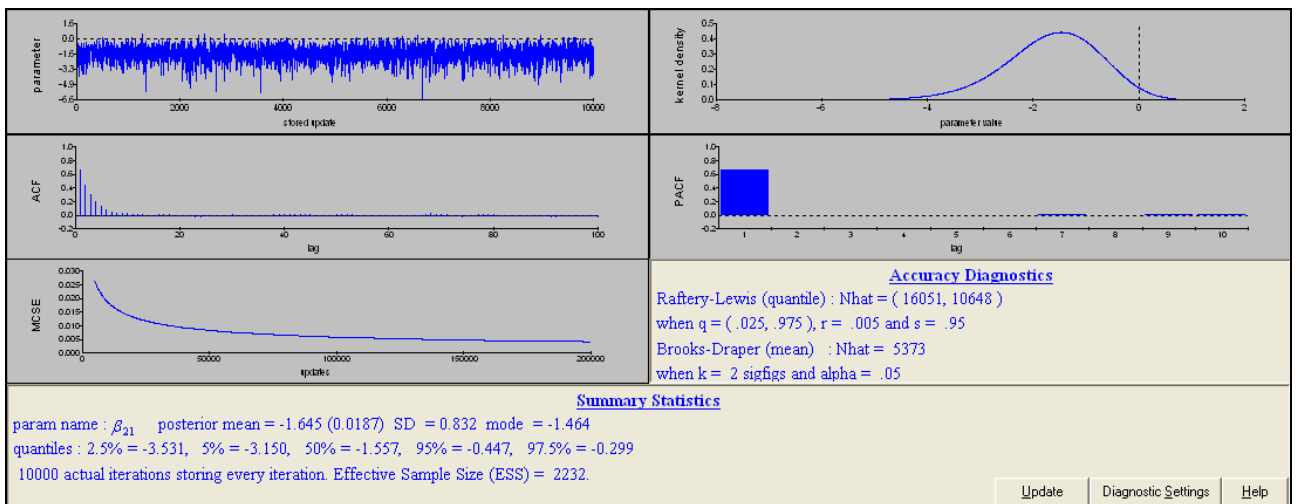 parameter
1.6
0.0
-1.6
-3.3
-4.9
-6.6
0 2000 4000 6000 8000 10000
stored update
kernel density
0.5
0.4
0.3
0.2
0.1
0.0
-8 -6 -4 -2 0 2
parameter value
ACF
1.0
0.8
0.6
0.4
0.2
0.0
-0.2
0 20 40 60 80 100
lag
PACF
1.0
0.8
0.6
0.4
0.2
0.0
-0.2
1 2 3 4 5 6 7 8 9 10
lag
MCSE
0.030
0.025
0.020
0.015
0.010
0.005
0.000
0 50000 100000 150000 200000
updates
Accuracy Diagnostics
Raftery-Lewis (quantile) : Nhat = ( 16051, 10648 )
when q = ( .025, .975 ), r = .005 and s = .95
Brooks-Draper (mean) : Nhat = 5373
when k = 2 sigfigs and alpha = .05
Summary Statistics
param name : β21 posterior mean = -1.645 (0.0187) SD = 0.832 mode = -1.464
quantiles : 2.5% = -3.531, 5% = -3.150, 50% = -1.557, 95% = -0.447, 97.5% = -0.299
10000 actual iterations storing every iteration. Effective Sample Size (ESS) = 2232.
Update Diagnostic Settings Help